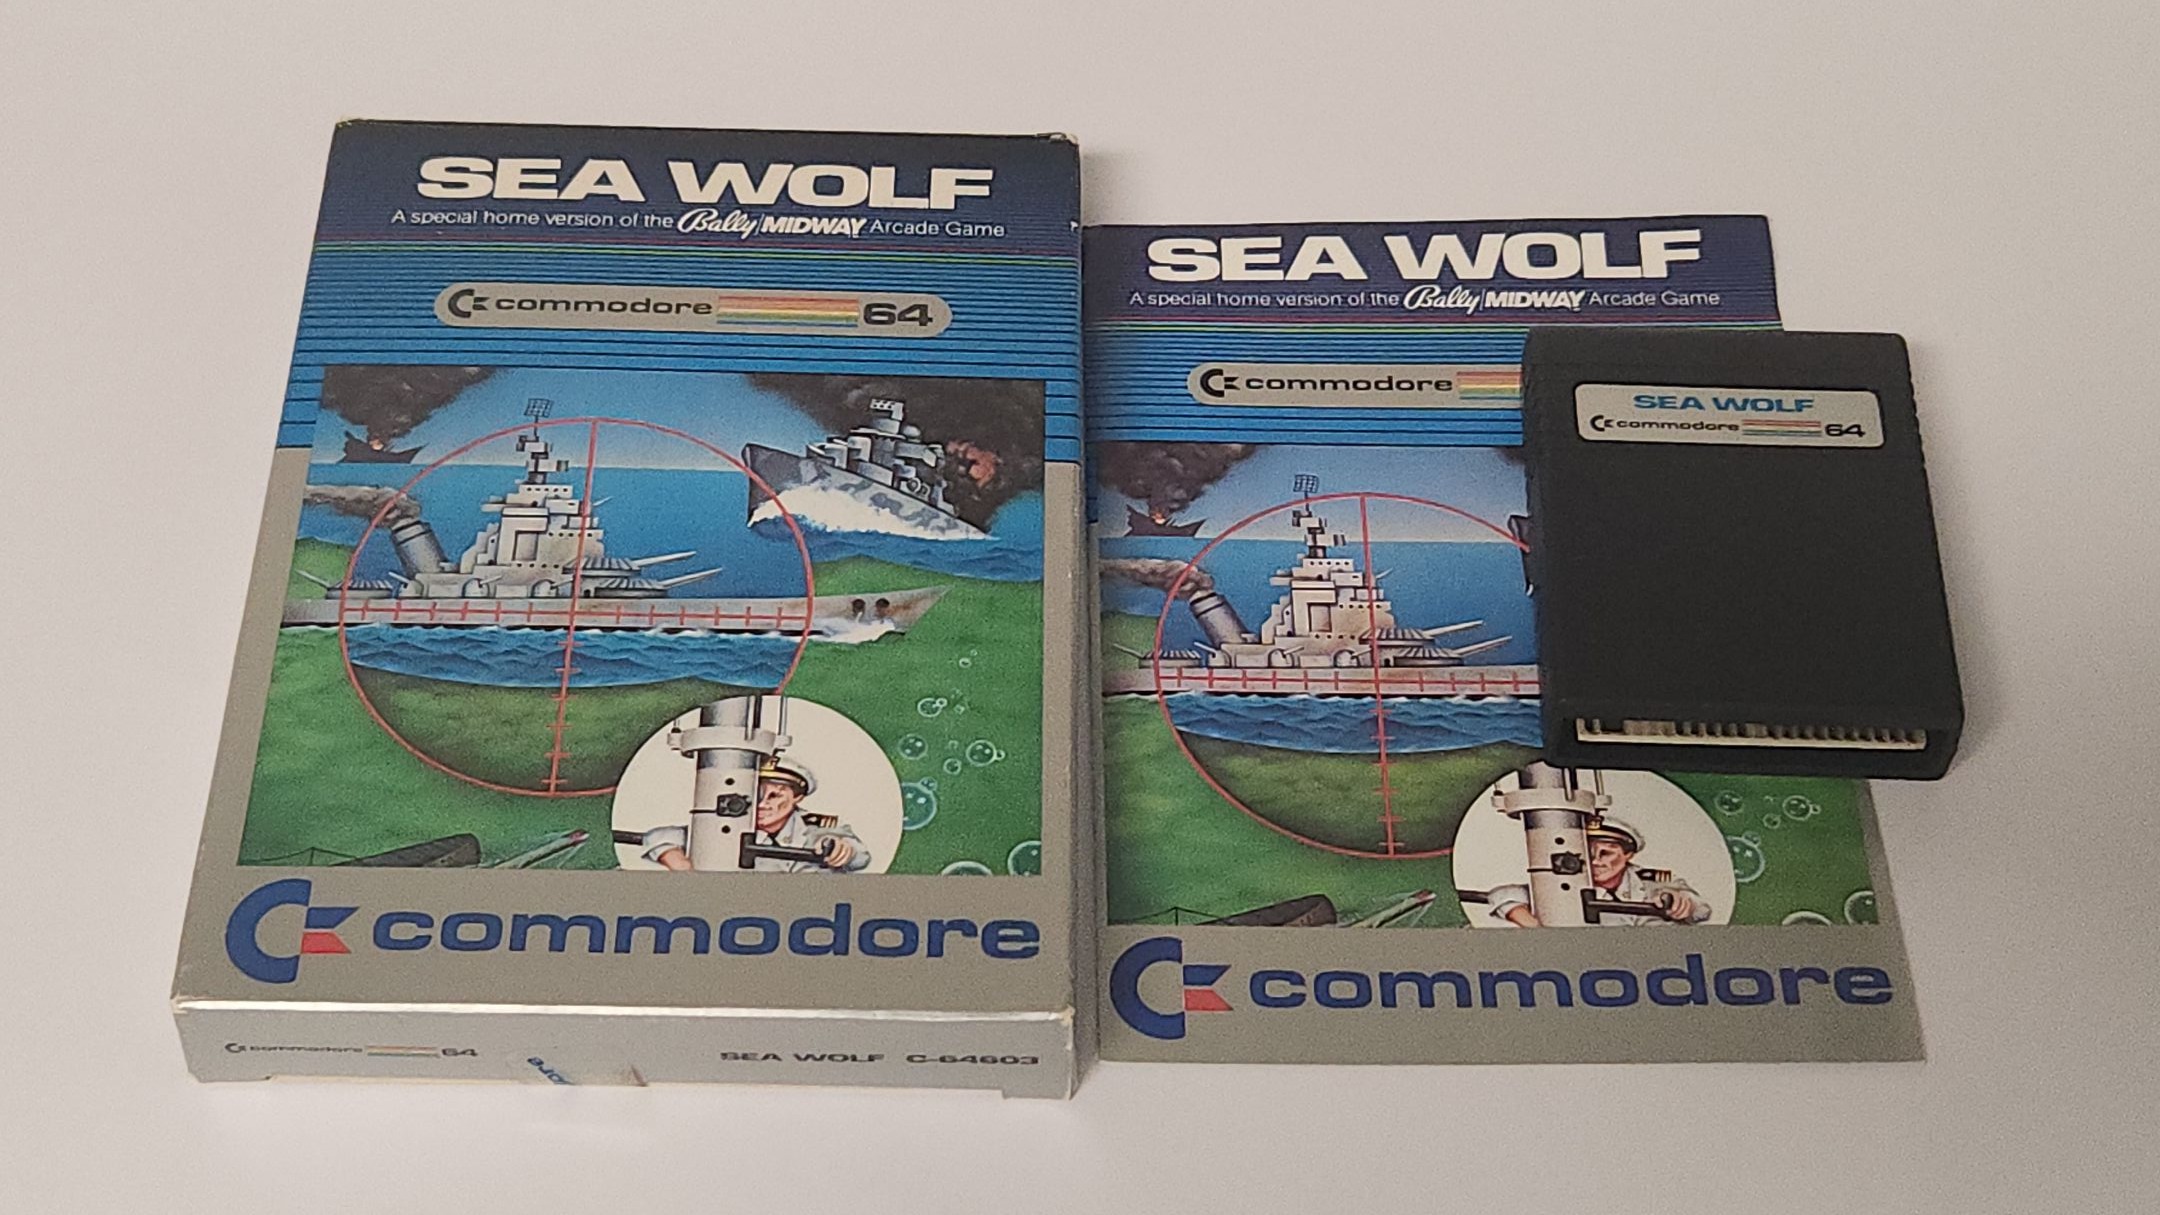 SEA WOLF
A special home version of the Bally/MIDWAY Arcade Game
commodore 64
commodore
commodore 64
SEA WOLF C-64603
SEA WOLF
A special home version of the Bally/MIDWAY Arcade Game
commodore
commodore
SEA WOLF
commodore 64